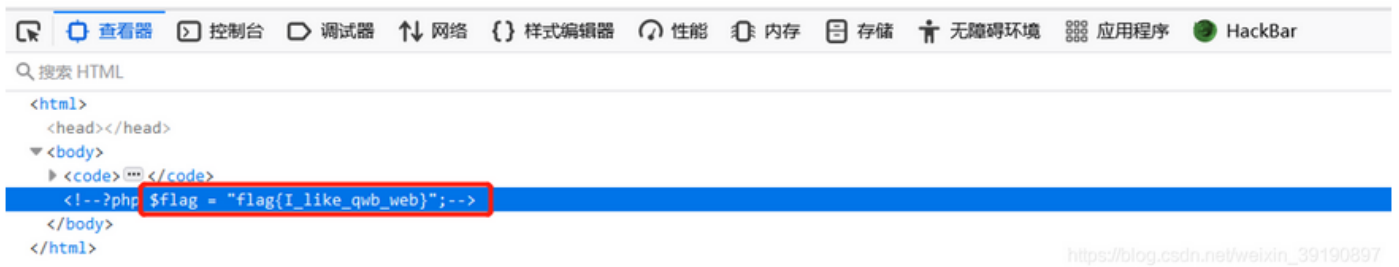 查看器 控制台 调试器 网络 {} 样式编辑器 性能 内存 存储 无障碍环境 应用程序 HackBar
搜索 HTML
<html>
<head></head>
<body>
<code>⋯</code>
<!--?php $flag = "flag{I_like_qwb_web}";-->
</body>
</html>
https://blog.csdn.net/weixin_39190897